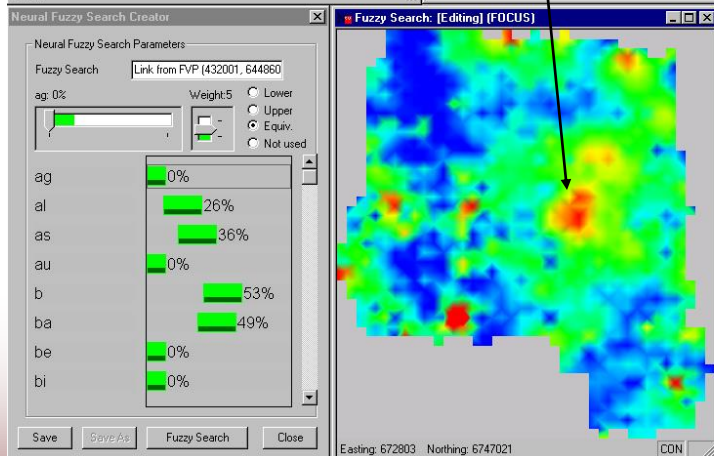 Neural Fuzzy Search Creator
Neural Fuzzy Search Parameters
Fuzzy Search
Link from FVP (432001, 644860
ag: 0%
Weight:5
Lower
Upper
Equiv.
Not used
ag 0%
al 26%
as 36%
au 0%
b 53%
ba 49%
be 0%
bi 0%
Save
Save As
Fuzzy Search
Close
Fuzzy Search: [Editing] (FOCUS)
Easting: 672803 Northing: 6747021
CON